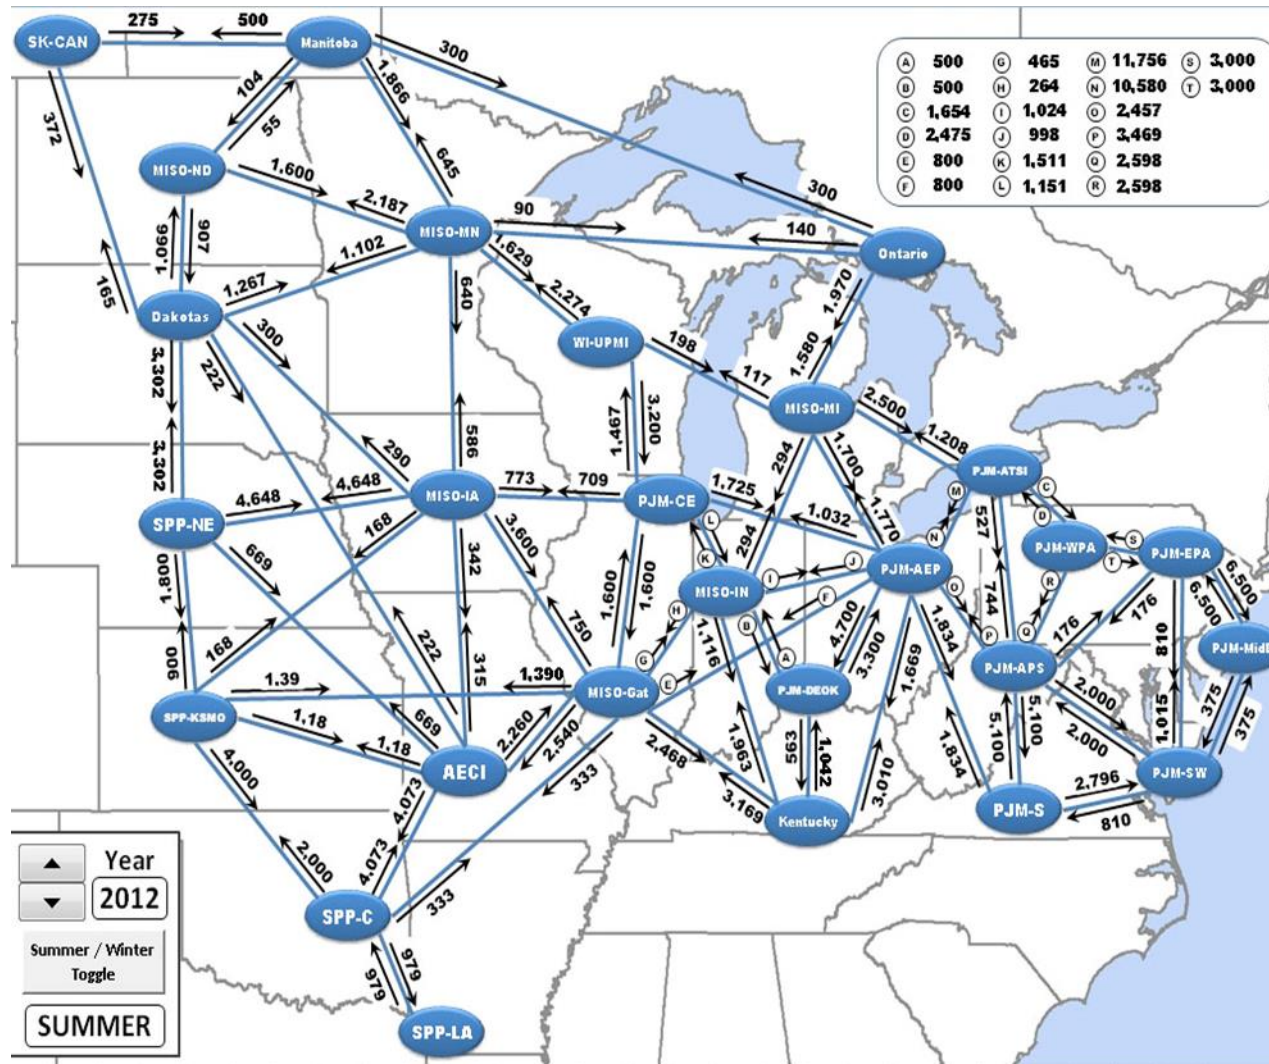 275
500
SK-CAN
Manitoba
300
A 500
G 465
M 11,756
S 3,000
B 500
H 264
N 10,580
T 3,000
C 1,654
I 1,024
O 2,457
D 2,475
J 998
P 3,469
E 800
K 1,511
Q 2,598
F 800
L 1,151
R 2,598
104
1,866
372
55
645
MISO-ND
1,600
2,187
300
90
140
MISO-MN
Ontario
1,066
907
1,102
1,629
165
1,267
640
2,274
1,970
Dakotas
300
WI-UPMI
198
117
1,580
3,302
222
MISO-MI
2,500
1,208
1,467
3,200
586
294
1,700
1,770
PJM-ATSI
3,302
290
4,648
4,648
MISO-IA
773
709
PJM-CE
1,725
1,032
M
C
D
N
527
SPP-NE
168
3,600
L
K
294
PJM-WPA
S
T
PJM-EPA
669
342
1,600
1,600
MISO-IN
I
J
PJM-AEP
O
R
6,500
6,500
1,800
H
B
F
4,700
3,300
744
P
Q
176
176
810
900
168
222
315
750
G
1,116
A
1,834
PJM-APS
PJM-Midl
1,39
1,390
MISO-Gat
E
PJM-DEOK
1,669
2,000
1,015
375
375
SPP-KSMO
1,18
669
2,260
2,540
1,963
563
1,042
5,100
5,100
2,000
4,000
1,18
AECI
333
2,468
3,169
3,010
1,834
2,796
PJM-SW
4,073
Kentucky
PJM-S
810
2,000
4,073
333
SPP-C
979
979
SPP-LA
Year
2012
Summer / Winter
Toggle
SUMMER